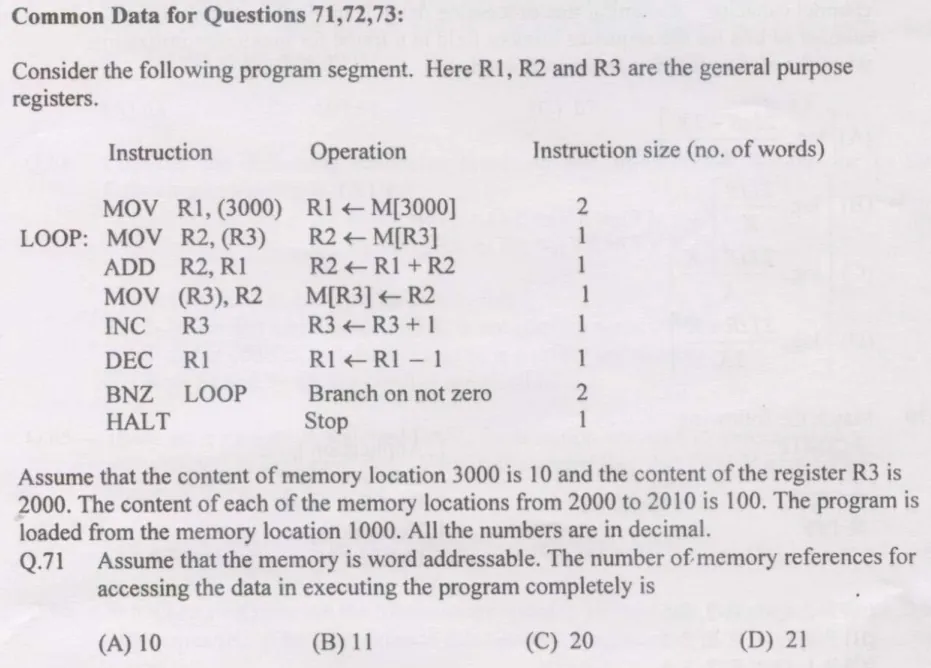 Common Data for Questions 71,72,73:
Consider the following program segment. Here R1, R2 and R3 are the general purpose
registers.
Instruction Operation Instruction size (no. of words)
MOV R1, (3000) R1 ← M[3000] 2
LOOP: MOV R2, (R3) R2 ← M[R3] 1
ADD R2, R1 R2 ← R1 + R2 1
MOV (R3), R2 M[R3] ← R2 1
INC R3 R3 ← R3 + 1 1
DEC R1 R1 ← R1 – 1 1
BNZ LOOP Branch on not zero 2
HALT Stop 1
Assume that the content of memory location 3000 is 10 and the content of the register R3 is
2000. The content of each of the memory locations from 2000 to 2010 is 100. The program is
loaded from the memory location 1000. All the numbers are in decimal.
Q.71 Assume that the memory is word addressable. The number of memory references for
accessing the data in executing the program completely is
(A) 10 (B) 11 (C) 20 (D) 21